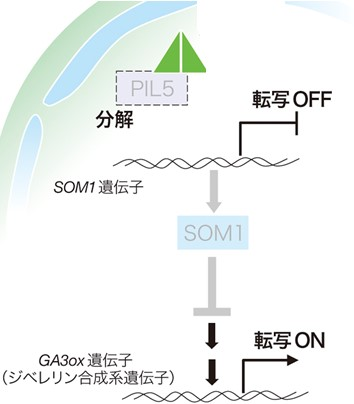 PIL5
分解
転写 OFF
SOM1 遺伝子
SOM1
転写 ON
GA3ox 遺伝子
（ジベレリン合成系遺伝子）